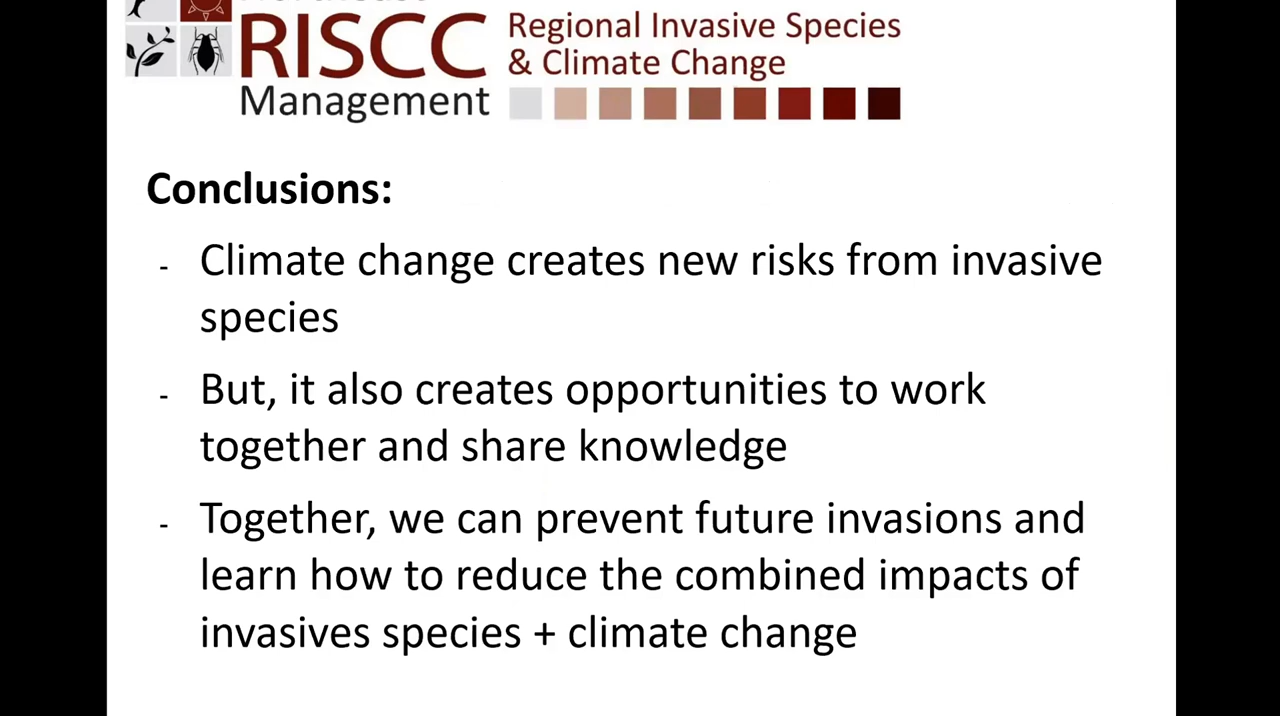 RISCC
Management
Regional Invasive Species
& Climate Change
Conclusions:
- Climate change creates new risks from invasive
species
- But, it also creates opportunities to work
together and share knowledge
- Together, we can prevent future invasions and
learn how to reduce the combined impacts of
invasives species + climate change